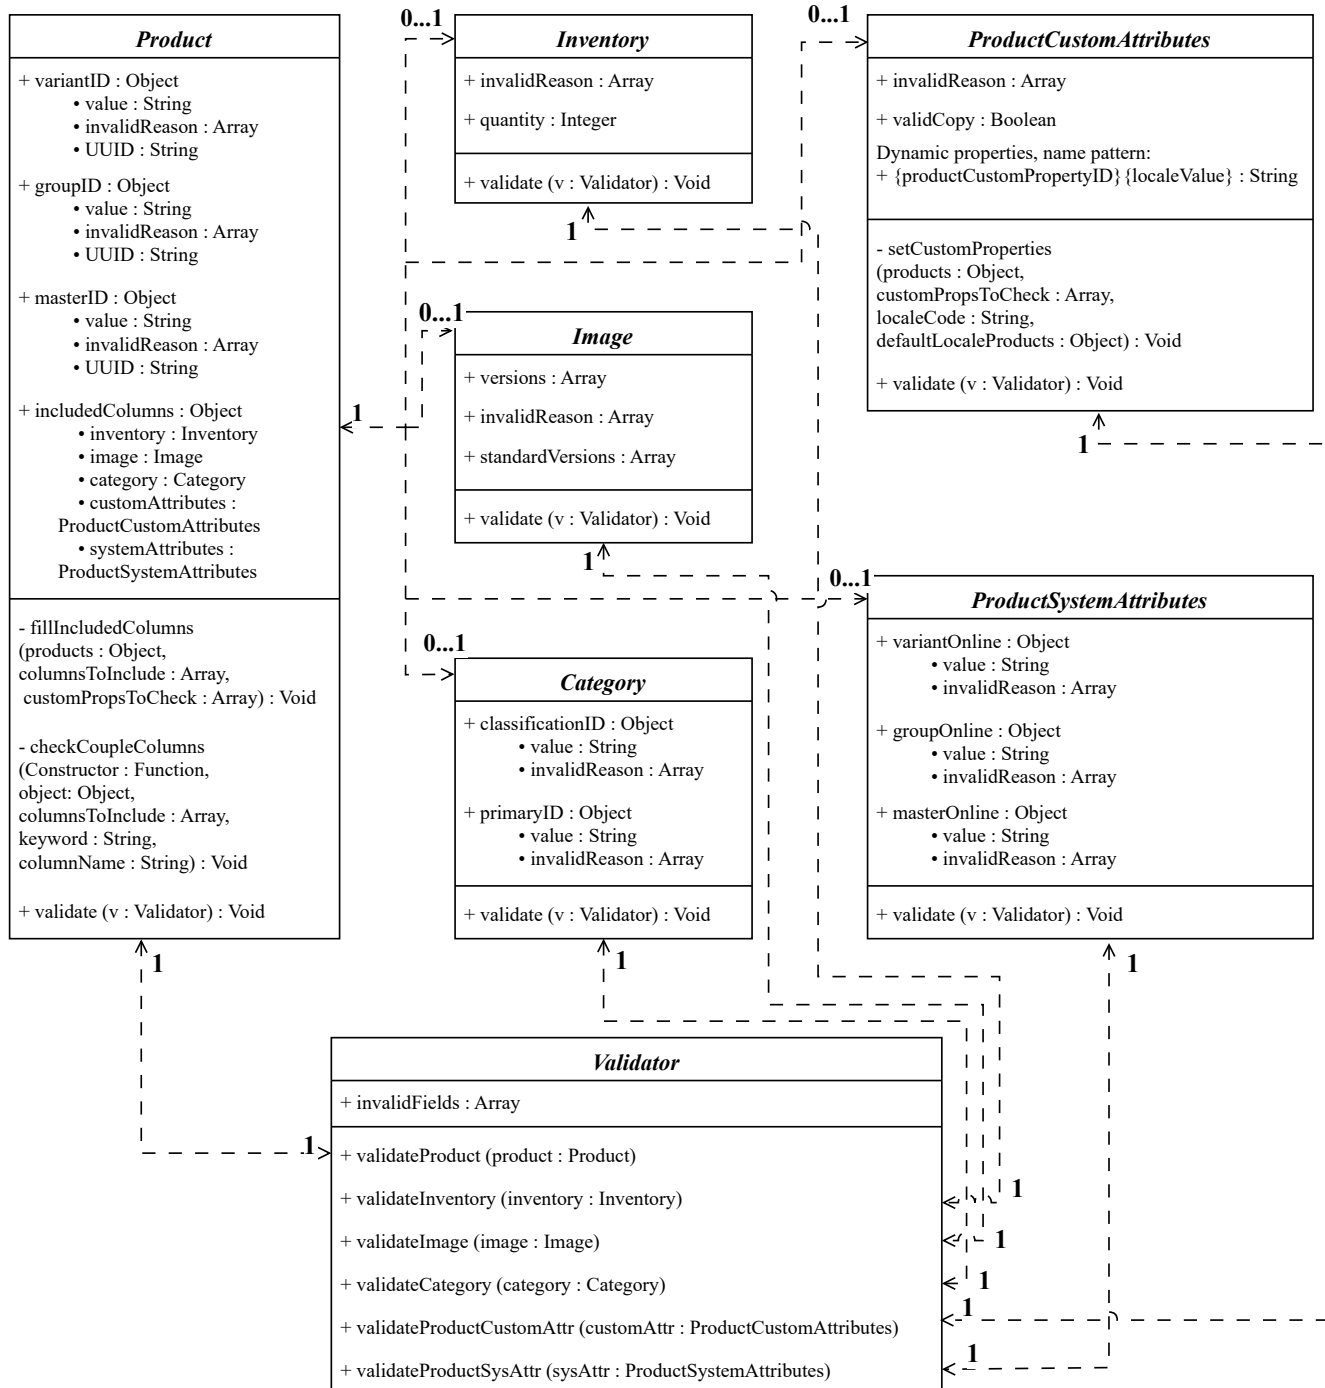 Product
+ variantID : Object
• value : String
• invalidReason : Array
• UUID : String
+ groupID : Object
• value : String
• invalidReason : Array
• UUID : String
+ masterID : Object
• value : String
• invalidReason : Array
• UUID : String
+ includedColumns : Object
• inventory : Inventory
• image : Image
• category : Category
• customAttributes :
ProductCustomAttributes
• systemAttributes :
ProductSystemAttributes
- fillIncludedColumns
(products : Object,
columnsToInclude : Array,
customPropsToCheck : Array) : Void
- checkCoupleColumns
(Constructor : Function,
object: Object,
columnsToInclude : Array,
keyword : String,
columnName : String) : Void
+ validate (v : Validator) : Void
1
1
0...1
Inventory
+ invalidReason : Array
+ quantity : Integer
+ validate (v : Validator) : Void
1
0...1
Image
+ versions : Array
+ invalidReason : Array
+ standardVersions : Array
+ validate (v : Validator) : Void
1
0...1
Category
+ classificationID : Object
• value : String
• invalidReason : Array
+ primaryID : Object
• value : String
• invalidReason : Array
+ validate (v : Validator) : Void
1
0...1
ProductCustomAttributes
+ invalidReason : Array
+ validCopy : Boolean
Dynamic properties, name pattern:
+ {productCustomPropertyID}{localeValue} : String
- setCustomProperties
(products : Object,
customPropsToCheck : Array,
localeCode : String,
defaultLocaleProducts : Object) : Void
+ validate (v : Validator) : Void
1
0...1
ProductSystemAttributes
+ variantOnline : Object
• value : String
• invalidReason : Array
+ groupOnline : Object
• value : String
• invalidReason : Array
+ masterOnline : Object
• value : String
• invalidReason : Array
+ validate (v : Validator) : Void
1
Validator
+ invalidFields : Array
1
+ validateProduct (product : Product)
+ validateInventory (inventory : Inventory)
1
+ validateImage (image : Image)
1
+ validateCategory (category : Category)
1
+ validateProductCustomAttr (customAttr : ProductCustomAttributes)
1
+ validateProductSysAttr (sysAttr : ProductSystemAttributes)
1